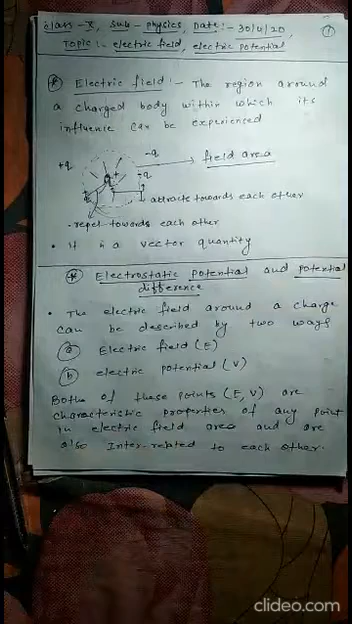 Class - X, Sub - physics, Date :- 30/4/20, 1
Topic :- electric field, electric potential
Electric field :- The region around
a charged body within which its
influence can be experienced
+q -q
field area
+ -q
attracte towards each other
repel towards each other
It is a vector quantity
Electrostatic Potential and potential
difference
The electric field around a charge
can be described by two ways
a Electric field (E)
b electric potential (V)
Bothe of these points (E, V) are
characteristic properties of any point
in electric field area and are
also Inter-related to each other.
clideo.com